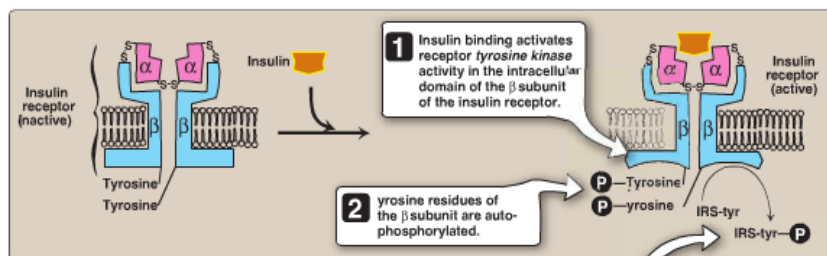 S
S
α
α
S
S
S-S
Insulin
receptor
(nactive)
β
β
Tyrosine
Tyrosine
Insulin
1 Insulin binding activates
receptor tyrosine kinase
activity in the intracellular
domain of the β subunit
of the insulin receptor.
2 yrosine residues of
the β subunit are auto-
phosphorylated.
S
S
α
α
S
S
S-S
Insulin
receptor
(active)
β
β
P Tyrosine
P yrosine
IRS-tyr
IRS-tyr P